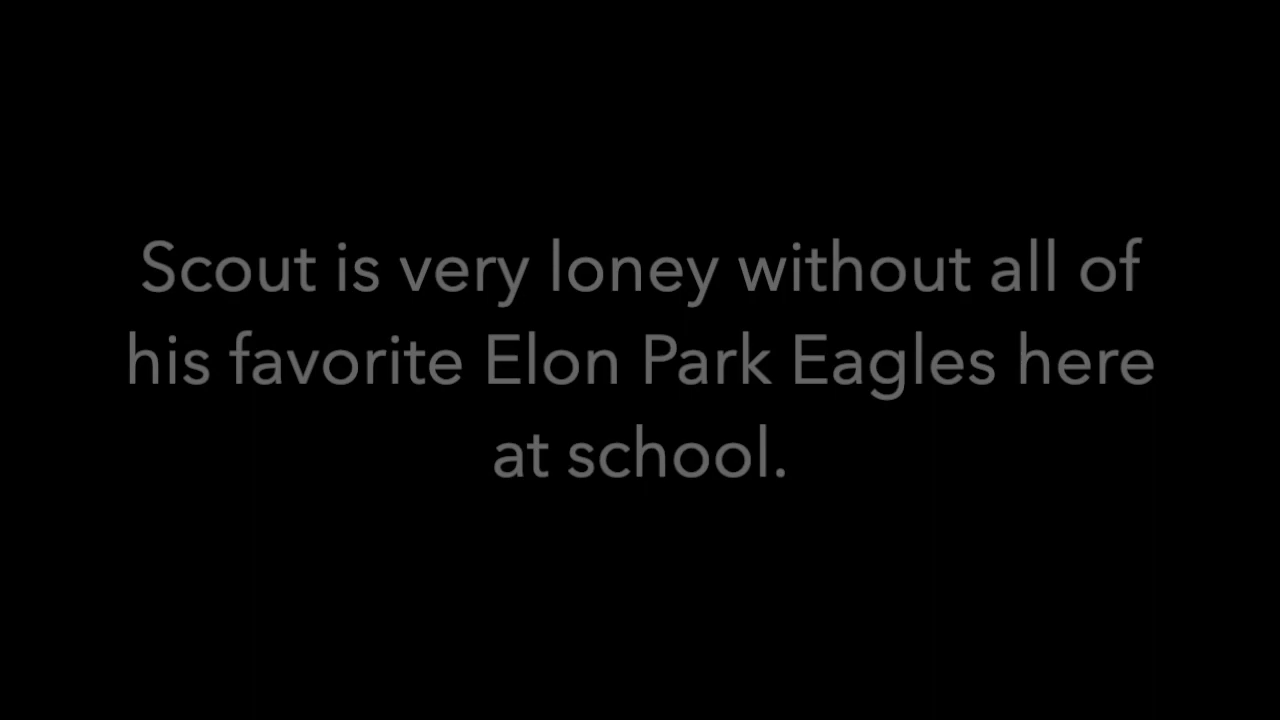 Scout is very loney without all of
his favorite Elon Park Eagles here
at school.